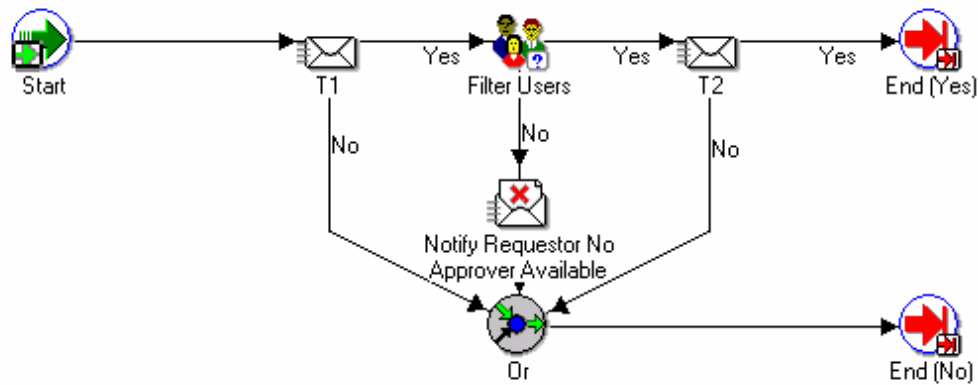 Yes
Yes
Yes
Start
T1
Filter Users
T2
End (Yes)
No
No
No
Notify Requestor No
Approver Available
Or
End (No)